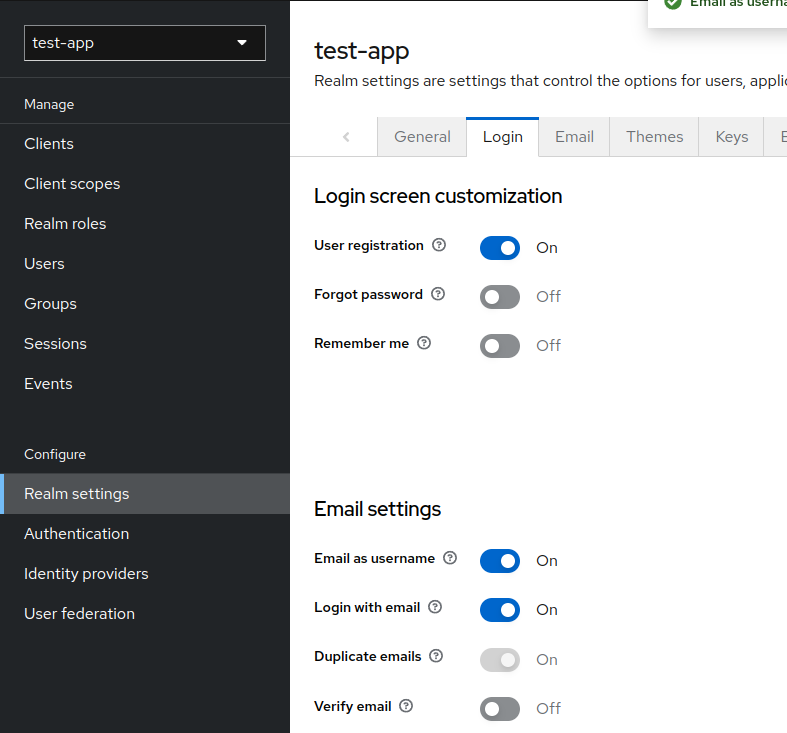 Email as userna
test-app
test-app
Realm settings are settings that control the options for users, applic
Manage
Clients
Client scopes
Realm roles
Users
Groups
Sessions
Events
Configure
Realm settings
Authentication
Identity providers
User federation
General
Login
Email
Themes
Keys
E
Login screen customization
User registration
On
Forgot password
Off
Remember me
Off
Email settings
Email as username
On
Login with email
On
Duplicate emails
On
Verify email
Off